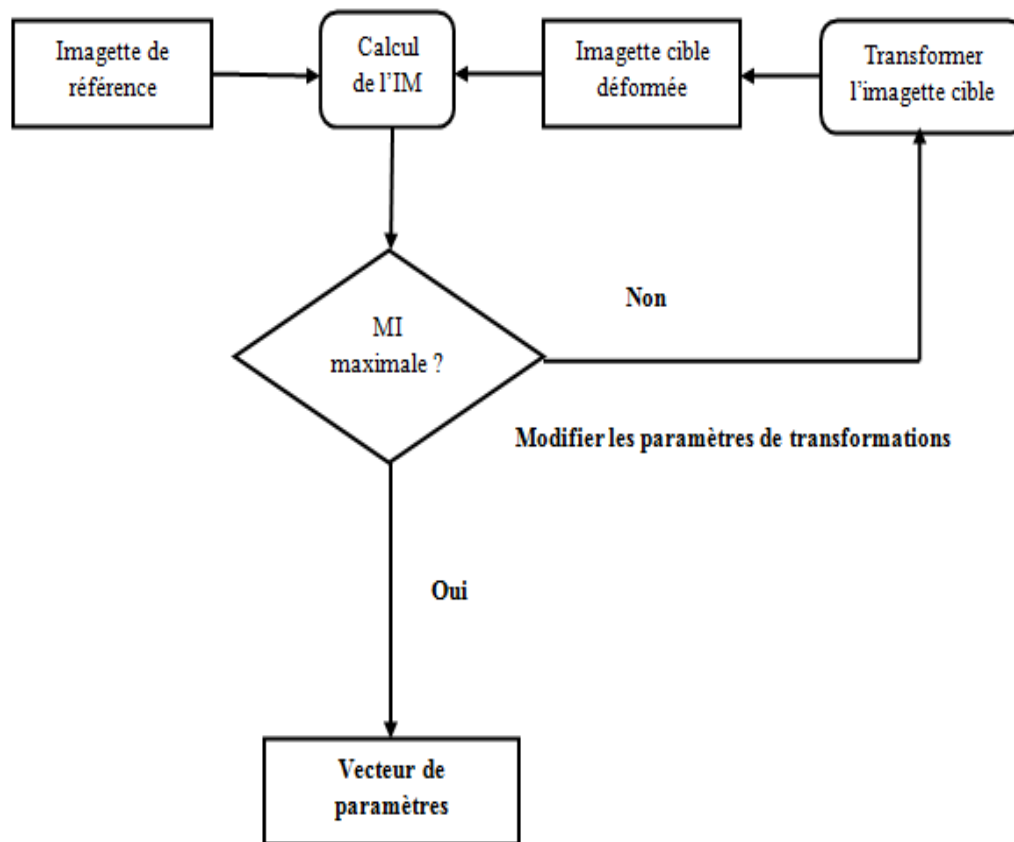 Imagette de
référence
Calcul
de l'IM
Imagette cible
déformée
Transformer
l'imagette cible
MI
maximale ?
Non
Modifier les paramètres de transformations
Oui
Vecteur de
paramètres